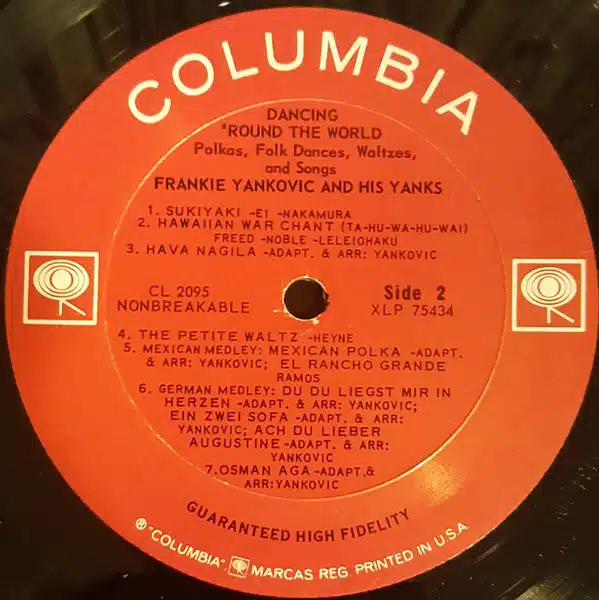 COLUMBIA
DANCING
'ROUND THE WORLD
Polkas, Folk Dances, Waltzes,
and Songs
FRANKIE YANKOVIC AND HIS YANKS
1. SUKIYAKI -EI -NAKAMURA
2. HAWAIIAN WAR CHANT (TA-HU-WA-HU-WAI)
FREED -NOBLE -LELEIOHAKU
3. HAVA NAGILA -ADAPT. & ARR: YANKOVIC
CL 2095
NONBREAKABLE
Side 2
XLP 75434
4. THE PETITE WALTZ -HEYNE
5. MEXICAN MEDLEY: MEXICAN POLKA -ADAPT.
& ARR: YANKOVIC; EL RANCHO GRANDE
RAMOS
6. GERMAN MEDLEY: DU DU LIEGST MIR IN
HERZEN -ADAPT. & ARR: YANKOVIC;
EIN ZWEI SOFA -ADAPT. & ARR:
YANKOVIC; ACH DU LIEBER
AUGUSTINE -ADAPT. & ARR:
YANKOVIC
7. OSMAN AGA -ADAPT. &
ARR: YANKOVIC
GUARANTEED HIGH FIDELITY
® "COLUMBIA", MARCAS REG. PRINTED IN U.S.A.